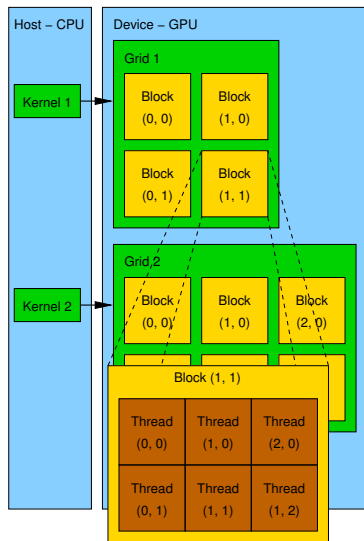 Host – CPU
Device – GPU
Grid 1
Kernel 1
Block
(0, 0)
Block
(1, 0)
Block
(0, 1)
Block
(1, 1)
Grid 2
Kernel 2
Block
(0, 0)
Block
(1, 0)
Block
(2, 0)
Block (1, 1)
Thread
(0, 0)
Thread
(1, 0)
Thread
(2, 0)
Thread
(0, 1)
Thread
(1, 1)
Thread
(1, 2)